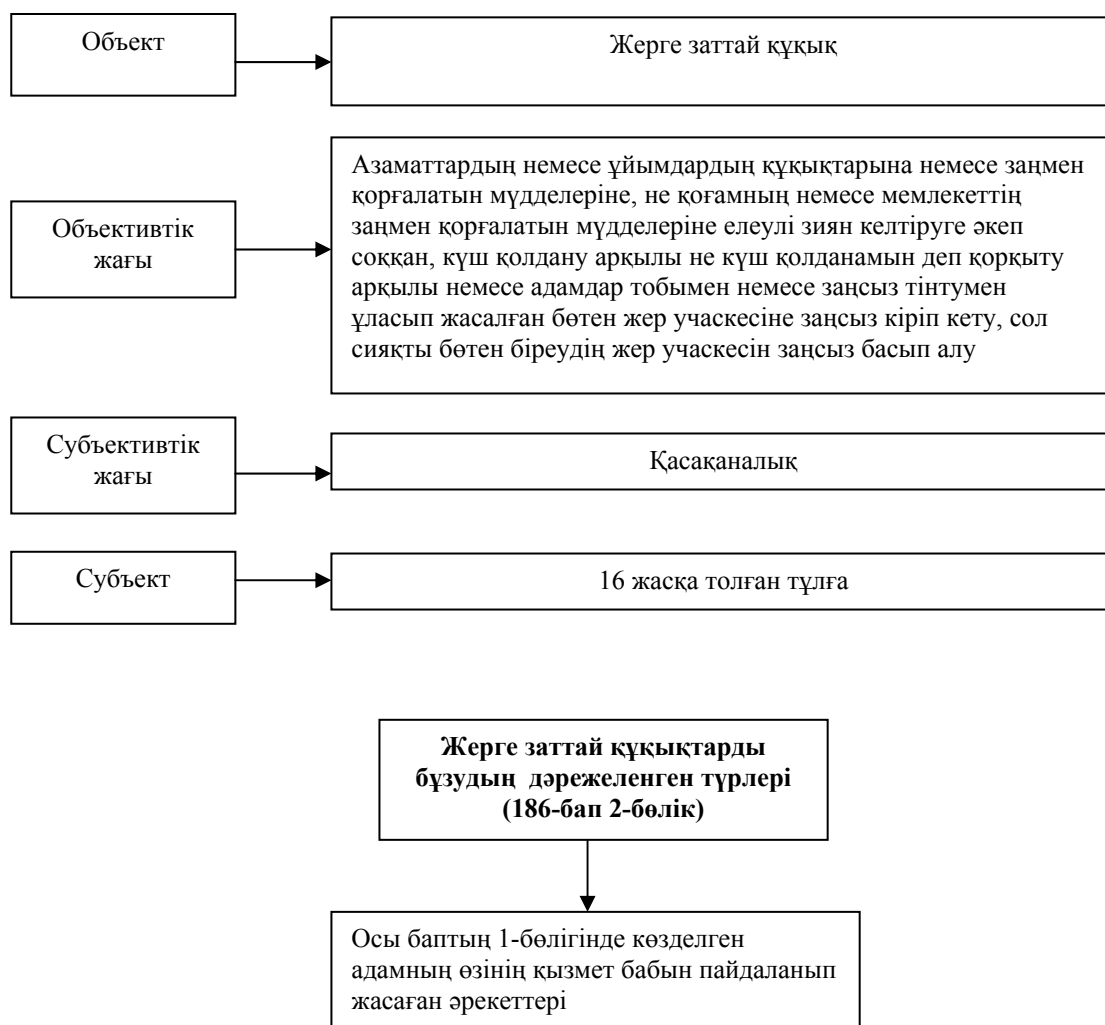 Объект
Жерге заттай құқық
Объективтік
жағы
Азаматтардың немесе ұйымдардың құқықтарына немесе заңмен
қорғалатын мүдделеріне, не қоғамның немесе мемлекеттің
заңмен қорғалатын мүдделеріне елеулі зиян келтіруге әкеп
соққан, күш қолдану арқылы не күш қолданамын деп қорқыту
арқылы немесе адамдар тобымен немесе заңсыз тінтумен
ұласып жасалған бөтен жер учаскесіне заңсыз кіріп кету, сол
сияқты бөтен біреудің жер учаскесін заңсыз басып алу
Субъективтік
жағы
Қасақаналық
Субъект
16 жасқа толған тұлға
Жерге заттай құқықтарды
бұзудың дәрежеленген түрлері
(186-бап 2-бөлік)
Осы баптың 1-бөлігінде көзделген
адамның өзінің қызмет бабын пайдаланып
жасаған әрекеттері